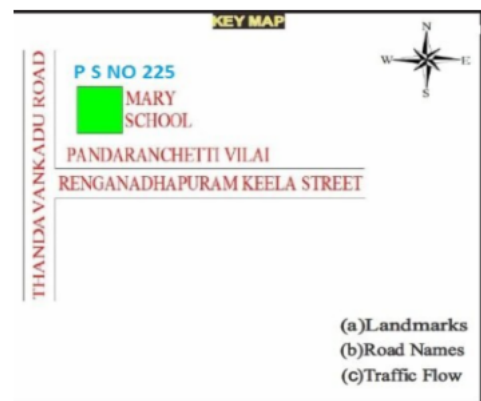 KEY MAP
N
W
E
S
P S NO 225
MARY
SCHOOL
THANDAVANKADU ROAD
PANDARANCHETTI VILAI
RENGANADHAPURAM KEELA STREET
(a)Landmarks
(b)Road Names
(c)Traffic Flow